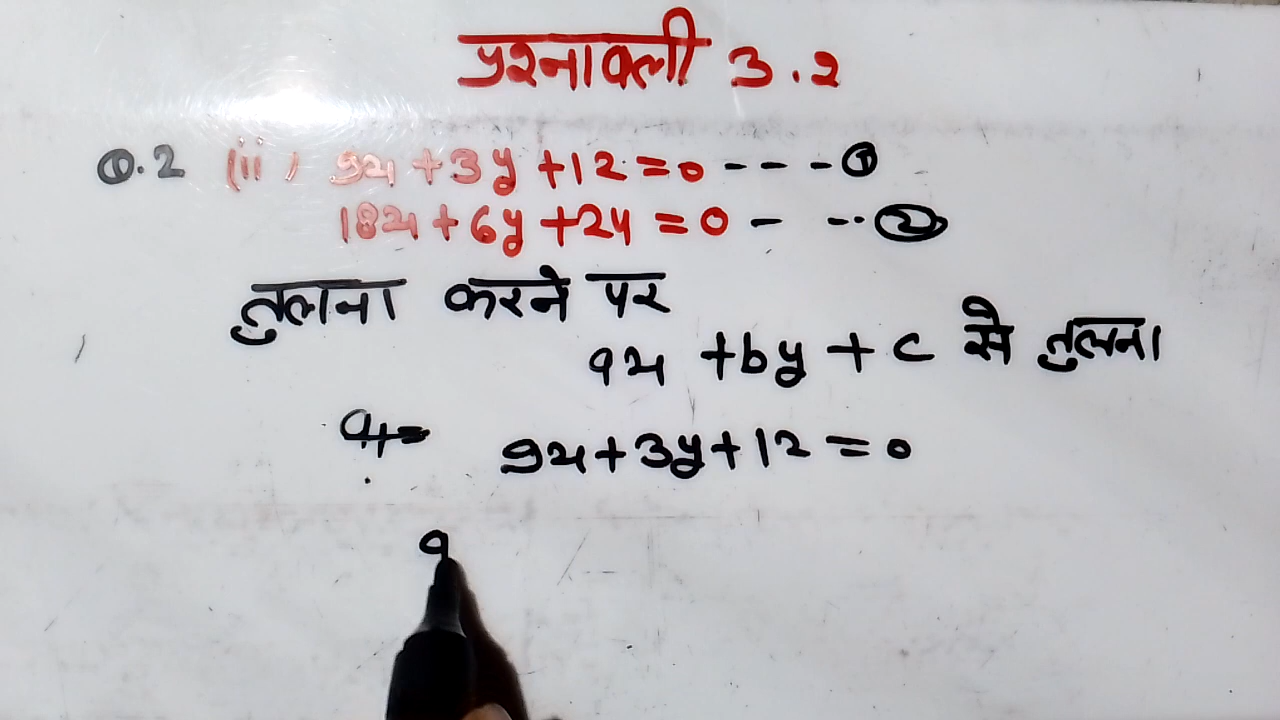 प्रश्नावली 3.2
Q.2 (ii) 9x+3y+12=0 - - - ①
18x+6y+24=0 - -- ②
तुलना करने पर
ax +by+c से तुलना
a1= 9x+3y+12=0
a